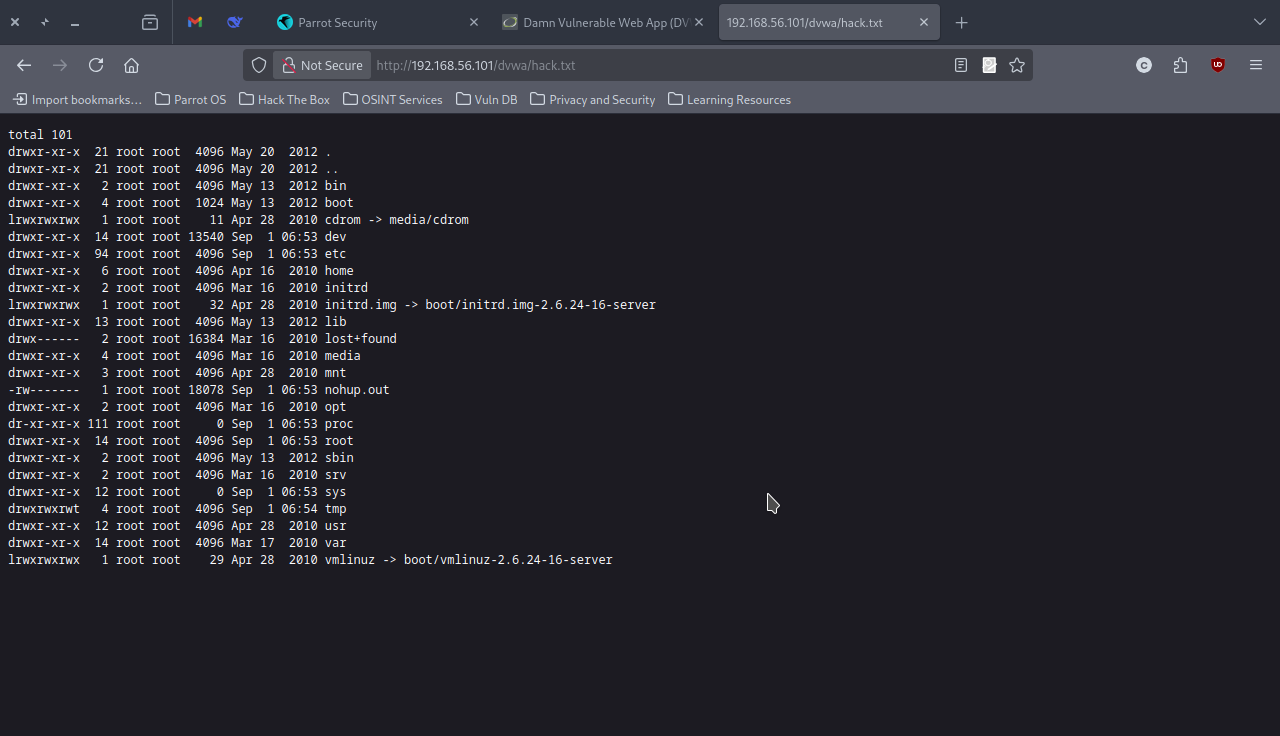 Parrot Security
Damn Vulnerable Web App (DV
192.168.56.101/dvwa/hack.txt
Not Secure
http://192.168.56.101/dvwa/hack.txt
C
Import bookmarks...
Parrot OS
Hack The Box
OSINT Services
Vuln DB
Privacy and Security
Learning Resources
total 101
drwxr-xr-x  21 root root  4096 May 20  2012 .
drwxr-xr-x  21 root root  4096 May 20  2012 ..
drwxr-xr-x   2 root root  4096 May 13  2012 bin
drwxr-xr-x   4 root root  1024 May 13  2012 boot
lrwxrwxrwx   1 root root    11 Apr 28  2010 cdrom -> media/cdrom
drwxr-xr-x  14 root root 13540 Sep  1 06:53 dev
drwxr-xr-x  94 root root  4096 Sep  1 06:53 etc
drwxr-xr-x   6 root root  4096 Apr 16  2010 home
drwxr-xr-x   2 root root  4096 Mar 16  2010 initrd
lrwxrwxrwx   1 root root    32 Apr 28  2010 initrd.img -> boot/initrd.img-2.6.24-16-server
drwxr-xr-x  13 root root  4096 May 13  2012 lib
drwx------   2 root root 16384 Mar 16  2010 lost+found
drwxr-xr-x   4 root root  4096 Mar 16  2010 media
drwxr-xr-x   3 root root  4096 Apr 28  2010 mnt
-rw-------   1 root root 18078 Sep  1 06:53 nohup.out
drwxr-xr-x   2 root root  4096 Mar 16  2010 opt
dr-xr-xr-x 111 root root     0 Sep  1 06:53 proc
drwxr-xr-x  14 root root  4096 Sep  1 06:53 root
drwxr-xr-x   2 root root  4096 May 13  2012 sbin
drwxr-xr-x   2 root root  4096 Mar 16  2010 srv
drwxr-xr-x  12 root root     0 Sep  1 06:53 sys
drwxrwxrwt   4 root root  4096 Sep  1 06:54 tmp
drwxr-xr-x  12 root root  4096 Apr 28  2010 usr
drwxr-xr-x  14 root root  4096 Mar 17  2010 var
lrwxrwxrwx   1 root root    29 Apr 28  2010 vmlinuz -> boot/vmlinuz-2.6.24-16-server